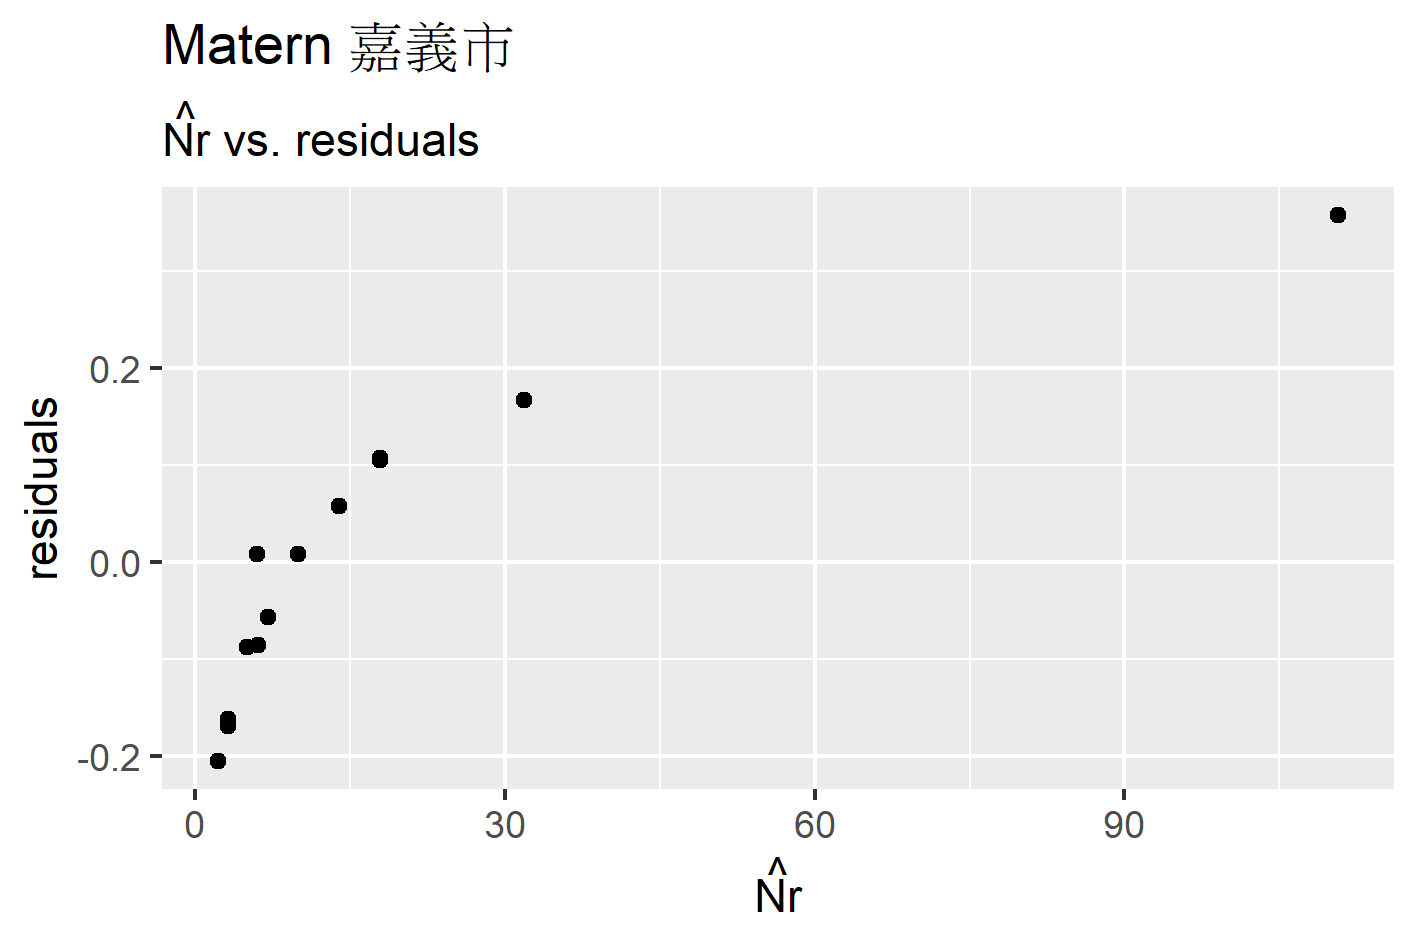 Matern 嘉義市
N̂r vs. residuals
residuals
0.2
0.0
-0.2
0 30 60 90
N̂r